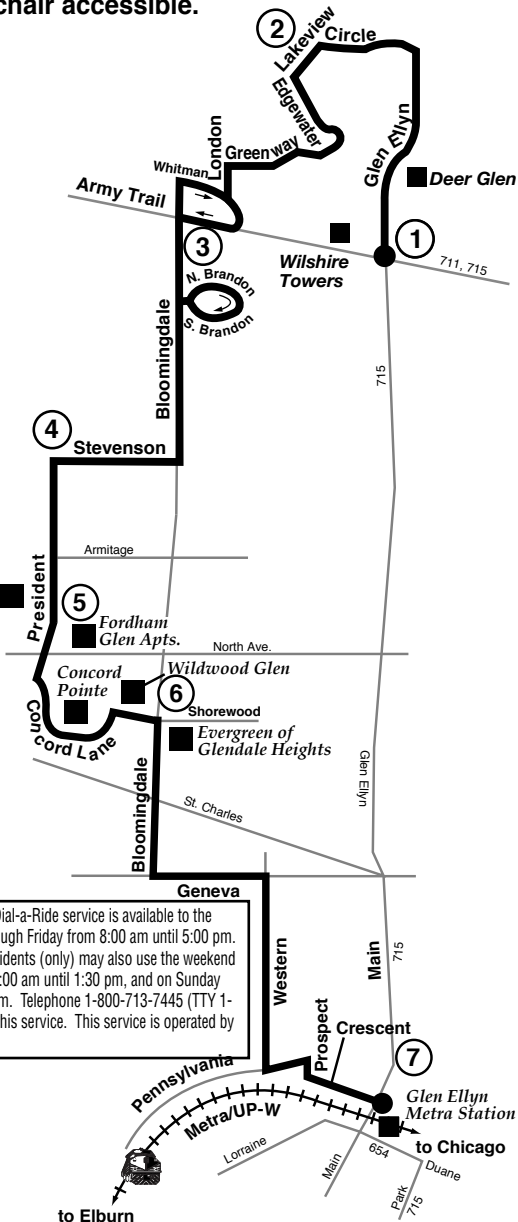 chair accessible.
2
Lakeview
Circle
Edgewater
Glen Ellyn
London
Greenway
Whitman
Army Trail
Deer Glen
1
Wilshire
Towers
711, 715
3
N. Brandon
S. Brandon
Bloomingdale
715
4
Stevenson
Armitage
President
5
Fordham
Glen Apts.
North Ave.
Concord
Pointe
Wildwood Glen
6
Shorewood
Concord Lane
Evergreen of
Glendale Heights
Bloomingdale
St. Charles
Glen Ellyn
Geneva
Dial-a-Ride service is available to the
ugh Friday from 8:00 am until 5:00 pm.
idents (only) may also use the weekend
:00 am until 1:30 pm, and on Sunday
m. Telephone 1-800-713-7445 (TTY 1-
his service. This service is operated by
Western
Main
715
Prospect
Crescent
7
Pennsylvania
Metra/UP-W
Glen Ellyn
Metra Station
to Chicago
Lorraine
Main
654
Duane
Park
715
to Elburn